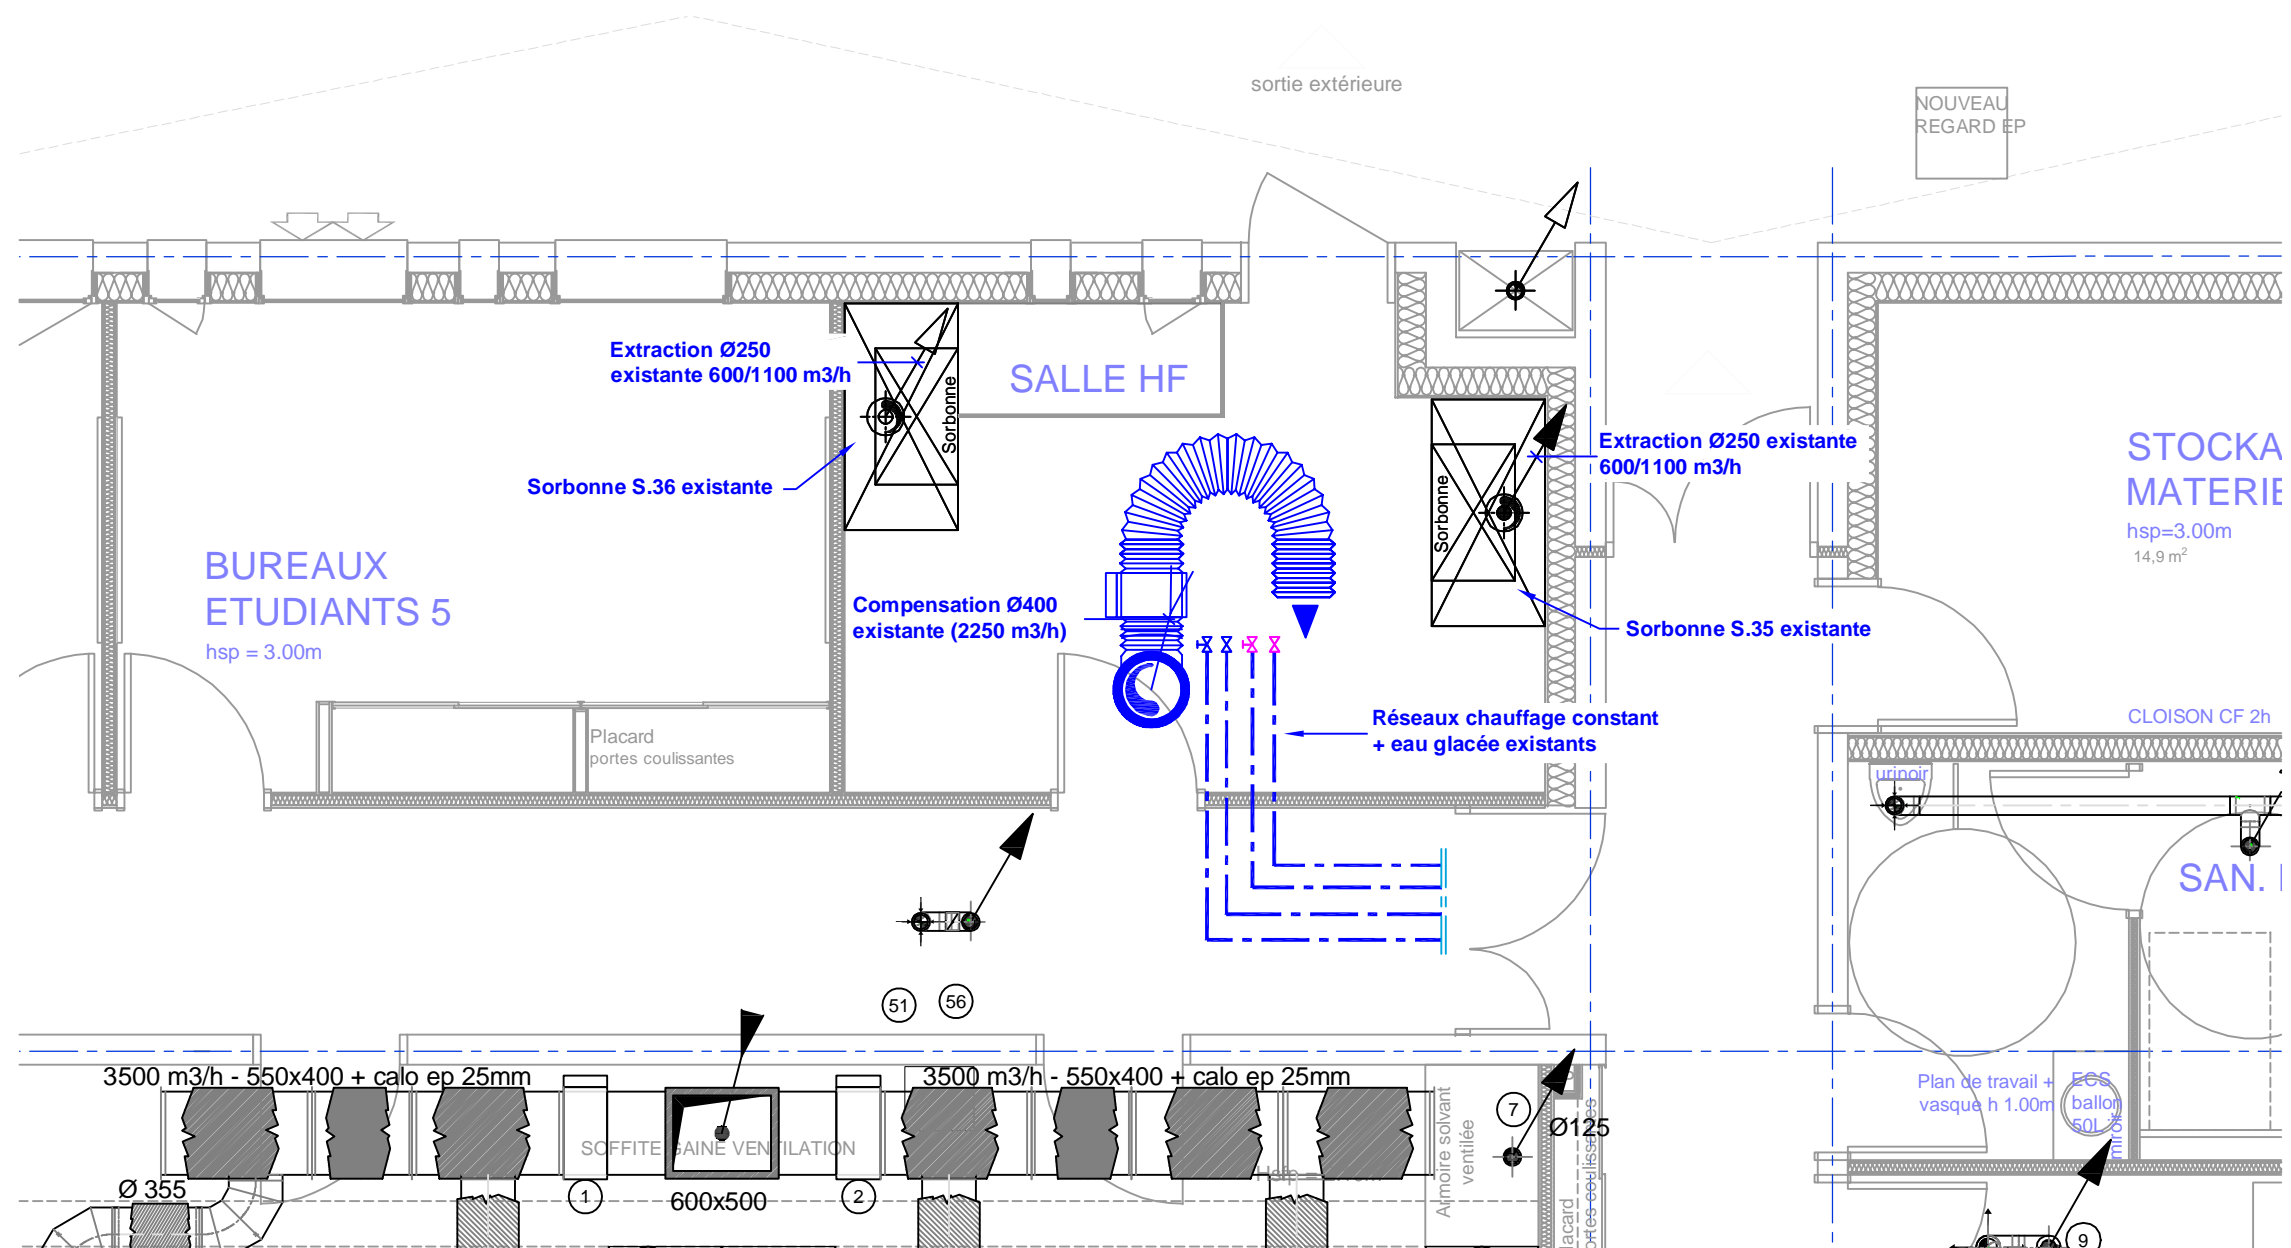 sortie extérieure
NOUVEAU
REGARD EP
Extraction Ø250
existante 600/1100 m3/h
SALLE HF
Sorbonne
Sorbonne S.36 existante
Extraction Ø250 existante
600/1100 m3/h
Sorbonne
STOCKA
MATERIE
hsp=3.00m
14,9 m²
BUREAUX
ETUDIANTS 5
hsp = 3.00m
Compensation Ø400
existante (2250 m3/h)
Sorbonne S.35 existante
Réseaux chauffage constant
+ eau glacée existants
CLOISON CF 2h
Placard
portes coulissantes
urinoir
SAN.
51
56
3500 m3/h - 550x400 + calo ep 25mm
3500 m3/h - 550x400 + calo ep 25mm
SOFFITE GAINE VENTILATION
Ø 355
1
600x500
2
Armoire solvant
ventilée
7
Ø125
Placard
portes coulissantes
Plan de travail +
vasque h 1.00m
ECS
ballon
50L
miroir
9